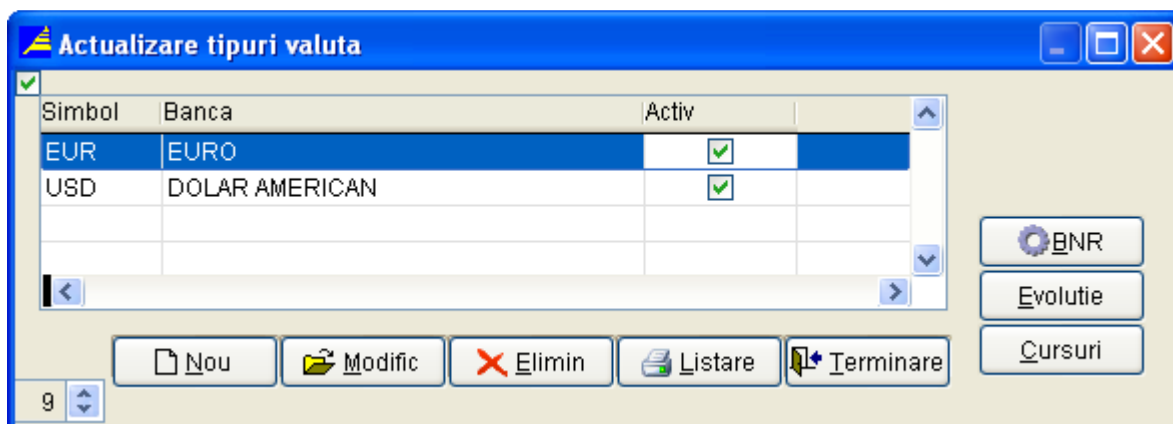 Actualizare tipuri valuta
Simbol Banca Activ
EUR EURO
USD DOLAR AMERICAN
BNR
Evolutie
Cursuri
Nou Modific Elimin Listare Terminare
9